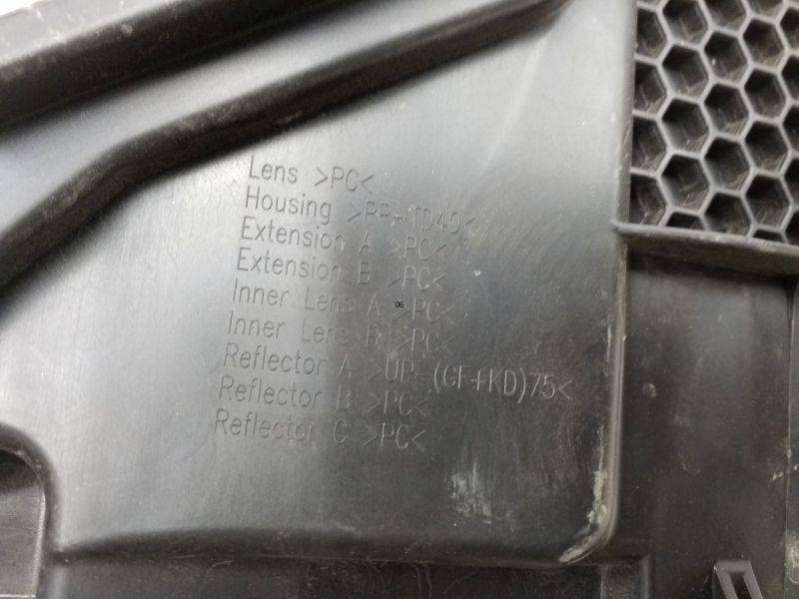 Lens >PC<
Housing >PP-TD40<
Extension A >PC<
Extension B >PC<
Inner Lens A >PC<
Inner Lens B >PC<
Reflector A >UP-(GF+KD)75<
Reflector B >PC<
Reflector C >PC<